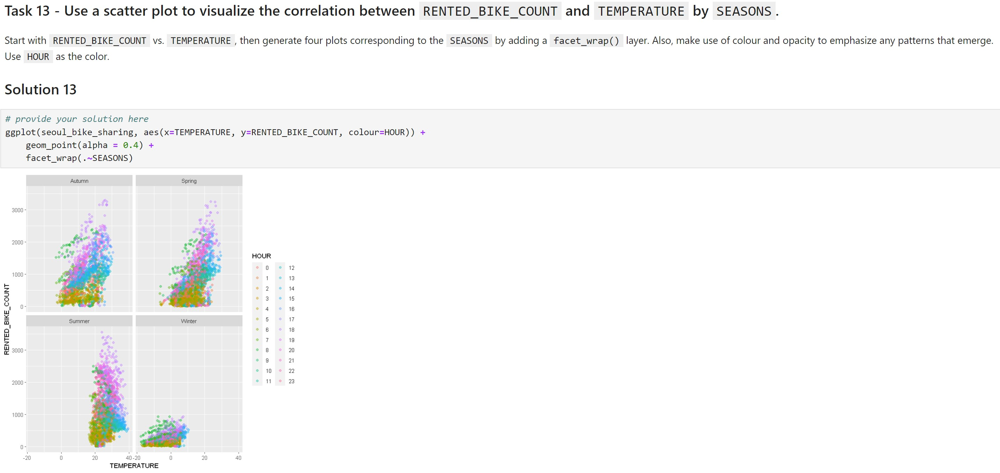 Task 13 - Use a scatter plot to visualize the correlation between RENTED_BIKE_COUNT and TEMPERATURE by SEASONS.
Start with RENTED_BIKE_COUNT vs. TEMPERATURE, then generate four plots corresponding to the SEASONS by adding a facet_wrap() layer. Also, make use of colour and opacity to emphasize any patterns that emerge.
Use HOUR as the color.
Solution 13
# provide your solution here
ggplot(seoul_bike_sharing, aes(x=TEMPERATURE, y=RENTED_BIKE_COUNT, colour=HOUR)) +
geom_point(alpha = 0.4) +
facet_wrap(.~SEASONS)
Autumn Spring
3000
2000
1000
0
Summer Winter
3000
2000
1000
0
RENTED_BIKE_COUNT
-20 0 20 40 -20 0 20 40
TEMPERATURE
HOUR
0 12
1 13
2 14
3 15
4 16
5 17
6 18
7 19
8 20
9 21
10 22
11 23